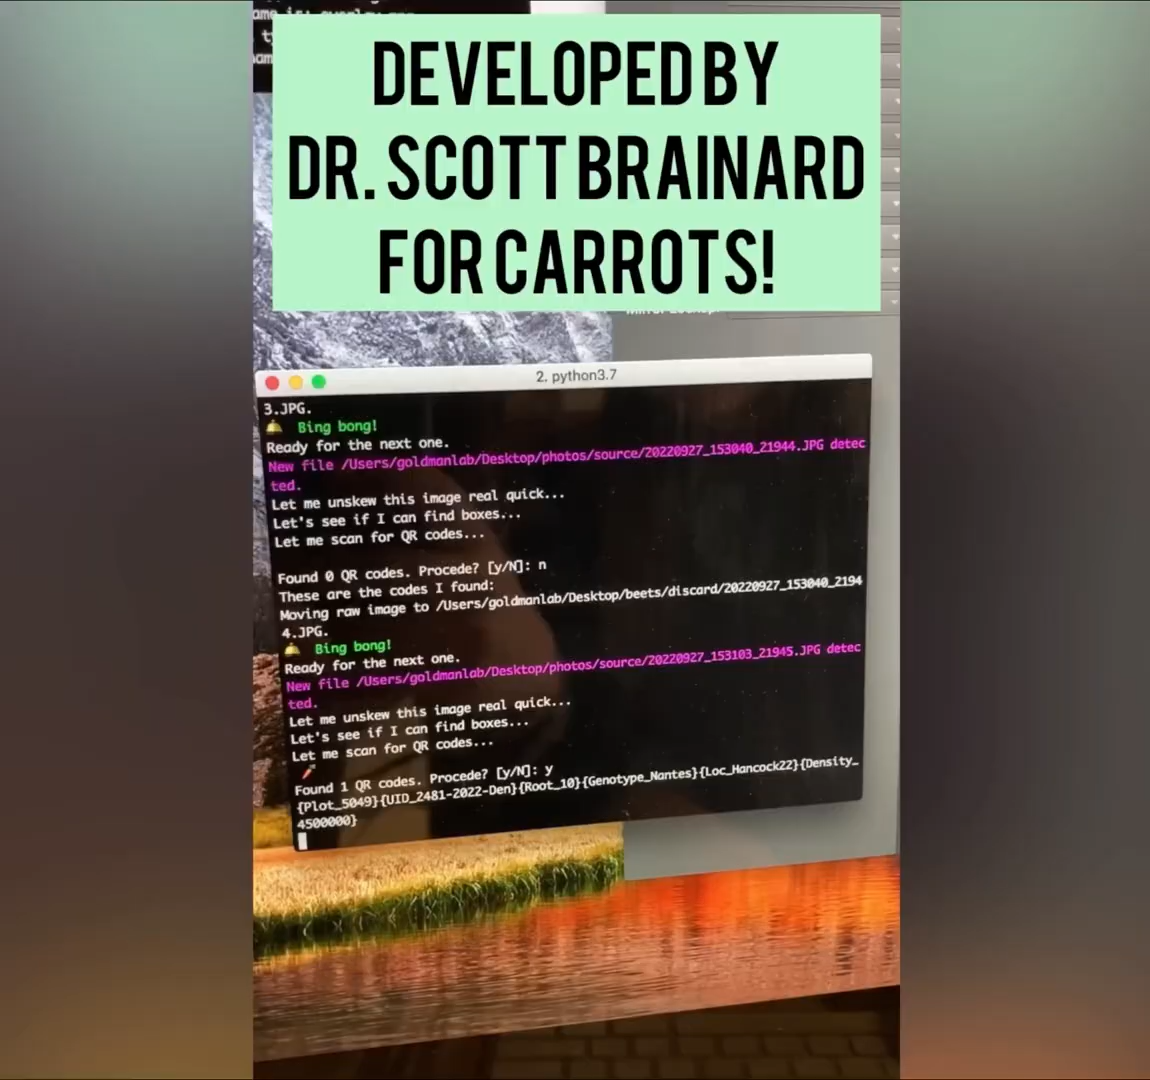 DEVELOPED BY
DR. SCOTT BRAINARD
FOR CARROTS!
2. python3.7
3.JPG.
Bing bong!
Ready for the next one.
New file /Users/goldmanlab/Desktop/photos/source/20220927_153040_21944.JPG detec
ted.
Let me unskew this image real quick...
Let's see if I can find boxes...
Let me scan for QR codes...
Found 0 QR codes. Procede? [y/N]: n
These are the codes I found:
Moving raw image to /Users/goldmanlab/Desktop/beets/discard/20220927_153040_2194
4.JPG.
Bing bong!
Ready for the next one.
New file /Users/goldmanlab/Desktop/photos/source/20220927_153103_21945.JPG detec
ted.
Let me unskew this image real quick...
Let's see if I can find boxes...
Let me scan for QR codes...
Found 1 QR codes. Procede? [y/N]: y
{Plot_5049}{UID_2481-2022-Den}{Root_10}{Genotype_Nantes}{Loc_Hancock22}{Density_
4500000}